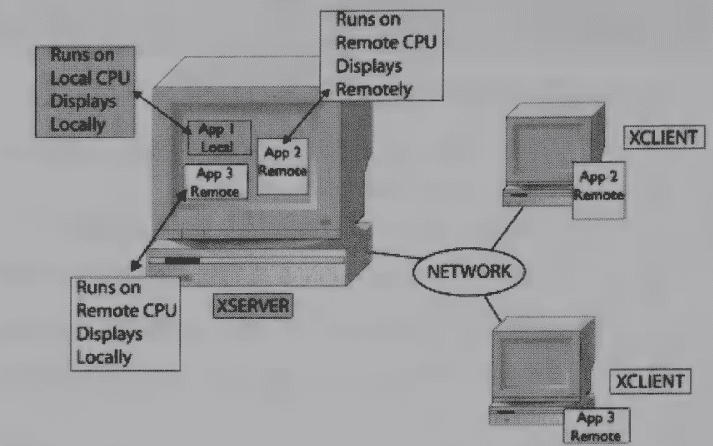 Runs on
Local CPU
Displays
Locally
Runs on
Remote CPU
Displays
Remotely
App 1
Local
App 2
Remote
App 3
Remote
Runs on
Remote CPU
Displays
Locally
XSERVER
NETWORK
XCLIENT
App 2
Remote
XCLIENT
App 3
Remote